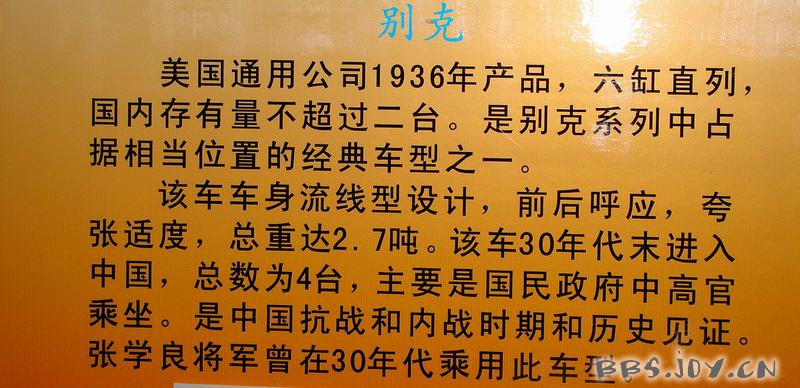 别克
美国通用公司1936年产品，六缸直列，
国内存有量不超过二台。是别克系列中占
据相当位置的经典车型之一。
该车车身流线型设计，前后呼应，夸
张适度，总重达2.7吨。该车30年代末进入
中国，总数为4台，主要是国民政府中高官
乘坐。是中国抗战和内战时期和历史见证。
张学良将军曾在30年代乘用此车型
BBS.JOY.CN